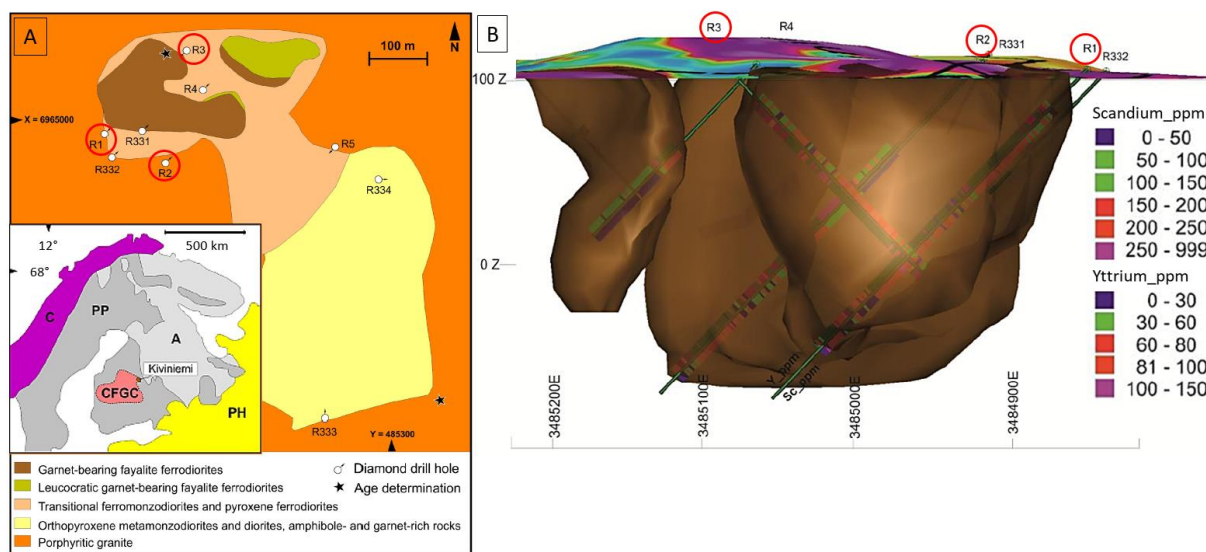 A
R3
100 m
N
R4
X = 6965000
R1
R331
R332
R2
R5
R334
12°
500 km
68°
C
PP
A
Kiviniemi
CFGC
PH
R333
Y = 485300
Garnet-bearing fayalite ferrodiorites
Diamond drill hole
Leucocratic garnet-bearing fayalite ferrodiorites
Age determination
Transitional ferromonzodiorites and pyroxene ferrodiorites
Orthopyroxene metamonzodiorites and diorites, amphibole- and garnet-rich rocks
Porphyritic granite
B
R3
R4
R2
R331
R1
R332
100 Z
0 Z
Y_ppm
Sc_ppm
3485200E
3485100E
3485000E
3484900E
Scandium_ppm
0 - 50
50 - 100
100 - 150
150 - 200
200 - 250
250 - 999
Yttrium_ppm
0 - 30
30 - 60
60 - 80
81 - 100
100 - 150